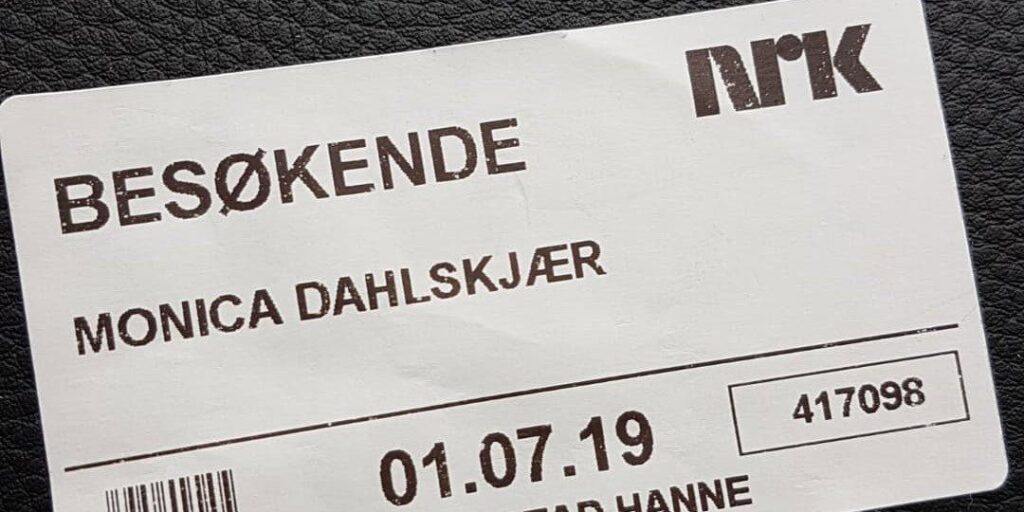 nrk
BESØKENDE
MONICA DAHLSKJÆR
417098
01.07.19
HANNE